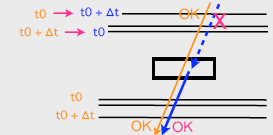 t0 → t0 + Δt OK
t0 + Δt → t0 X
t0
t0 + Δt
OK OK